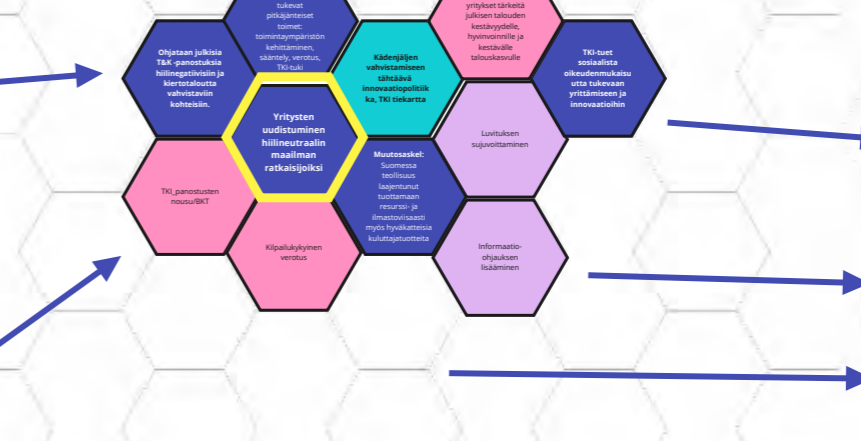 tukevat
pitkäjänteiset
toimet:
toimintaympäristön
kehittäminen,
sääntely, verotus,
TKI-tuki
yritykset tärkeitä
julkisen talouden
kestävyydelle,
hyvinvoinnille ja
kestävälle
talouskasvulle
Ohjataan julkisia
T&K -panostuksia
hiilinegatiivisiin ja
kiertotaloutta
vahvistaviin
kohteisiin.
Kädenjäljen
vahvistamiseen
tähtäävä
innovaatiopolitiik
ka, TKI tiekartta
TKI-tuet
sosiaalista
oikeudenmukaisu
utta tukevaan
yrittämiseen ja
innovaatioihin
Yritysten
uudistuminen
hiilineutraalin
maailman
ratkaisijoiksi
Luvituksen
sujuvoittaminen
Muutosaskel:
Suomessa
teollisuus
laajentunut
tuottamaan
resurssi- ja
ilmastoviisaasti
myös hyväkatteisia
kuluttajatuotteita
TKI_panostusten
nousu/BKT
Kilpailukykyinen
verotus
Informaatio-
ohjauksen
lisääminen